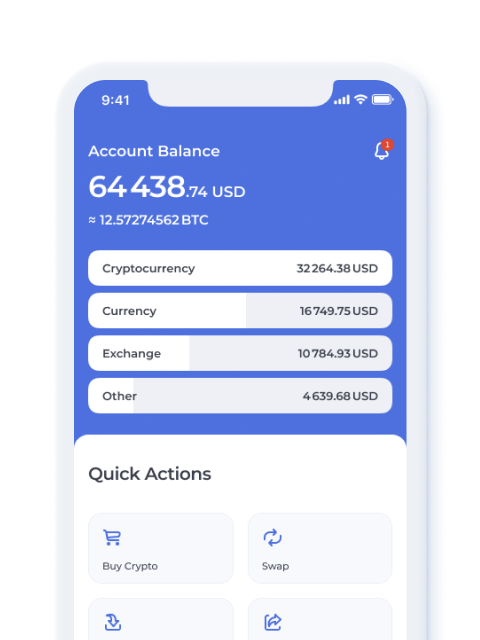 9:41
Account Balance
1
64 438.74 USD
≈ 12.57274562 BTC
Cryptocurrency 32 264.38 USD
Currency 16 749.75 USD
Exchange 10 784.93 USD
Other 4 639.68 USD
Quick Actions
Buy Crypto Swap